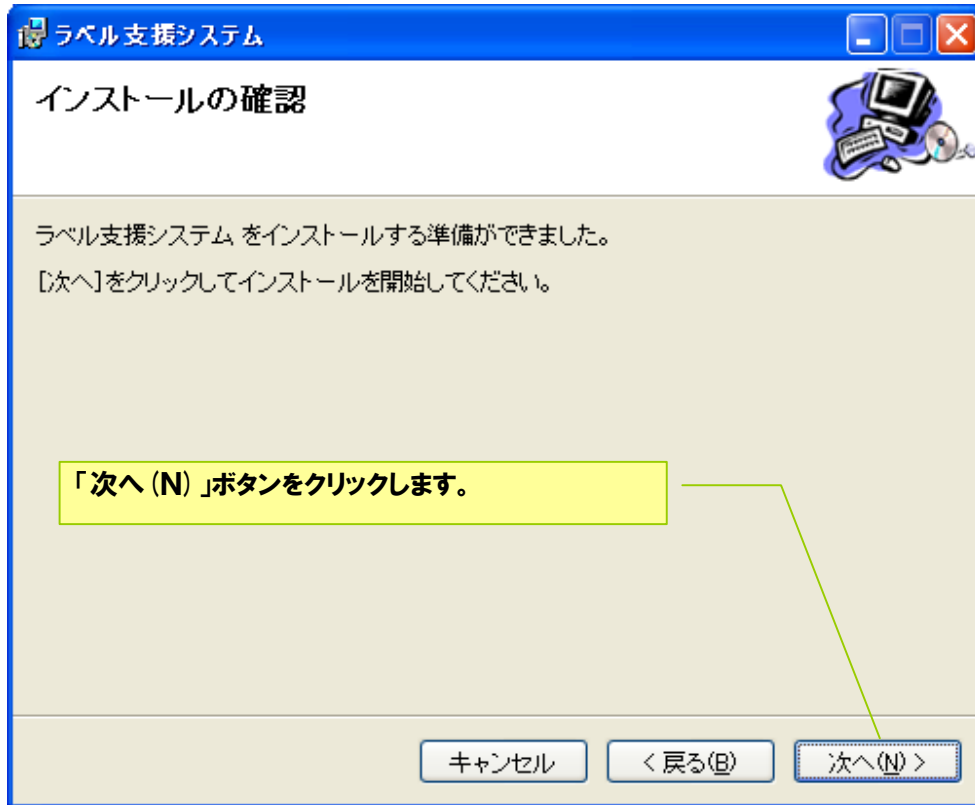 ラベル支援システム
インストールの確認
ラベル支援システム をインストールする準備ができました。
[次へ]をクリックしてインストールを開始してください。
「次へ(N)」ボタンをクリックします。
キャンセル
< 戻る(B)
次へ(N) >